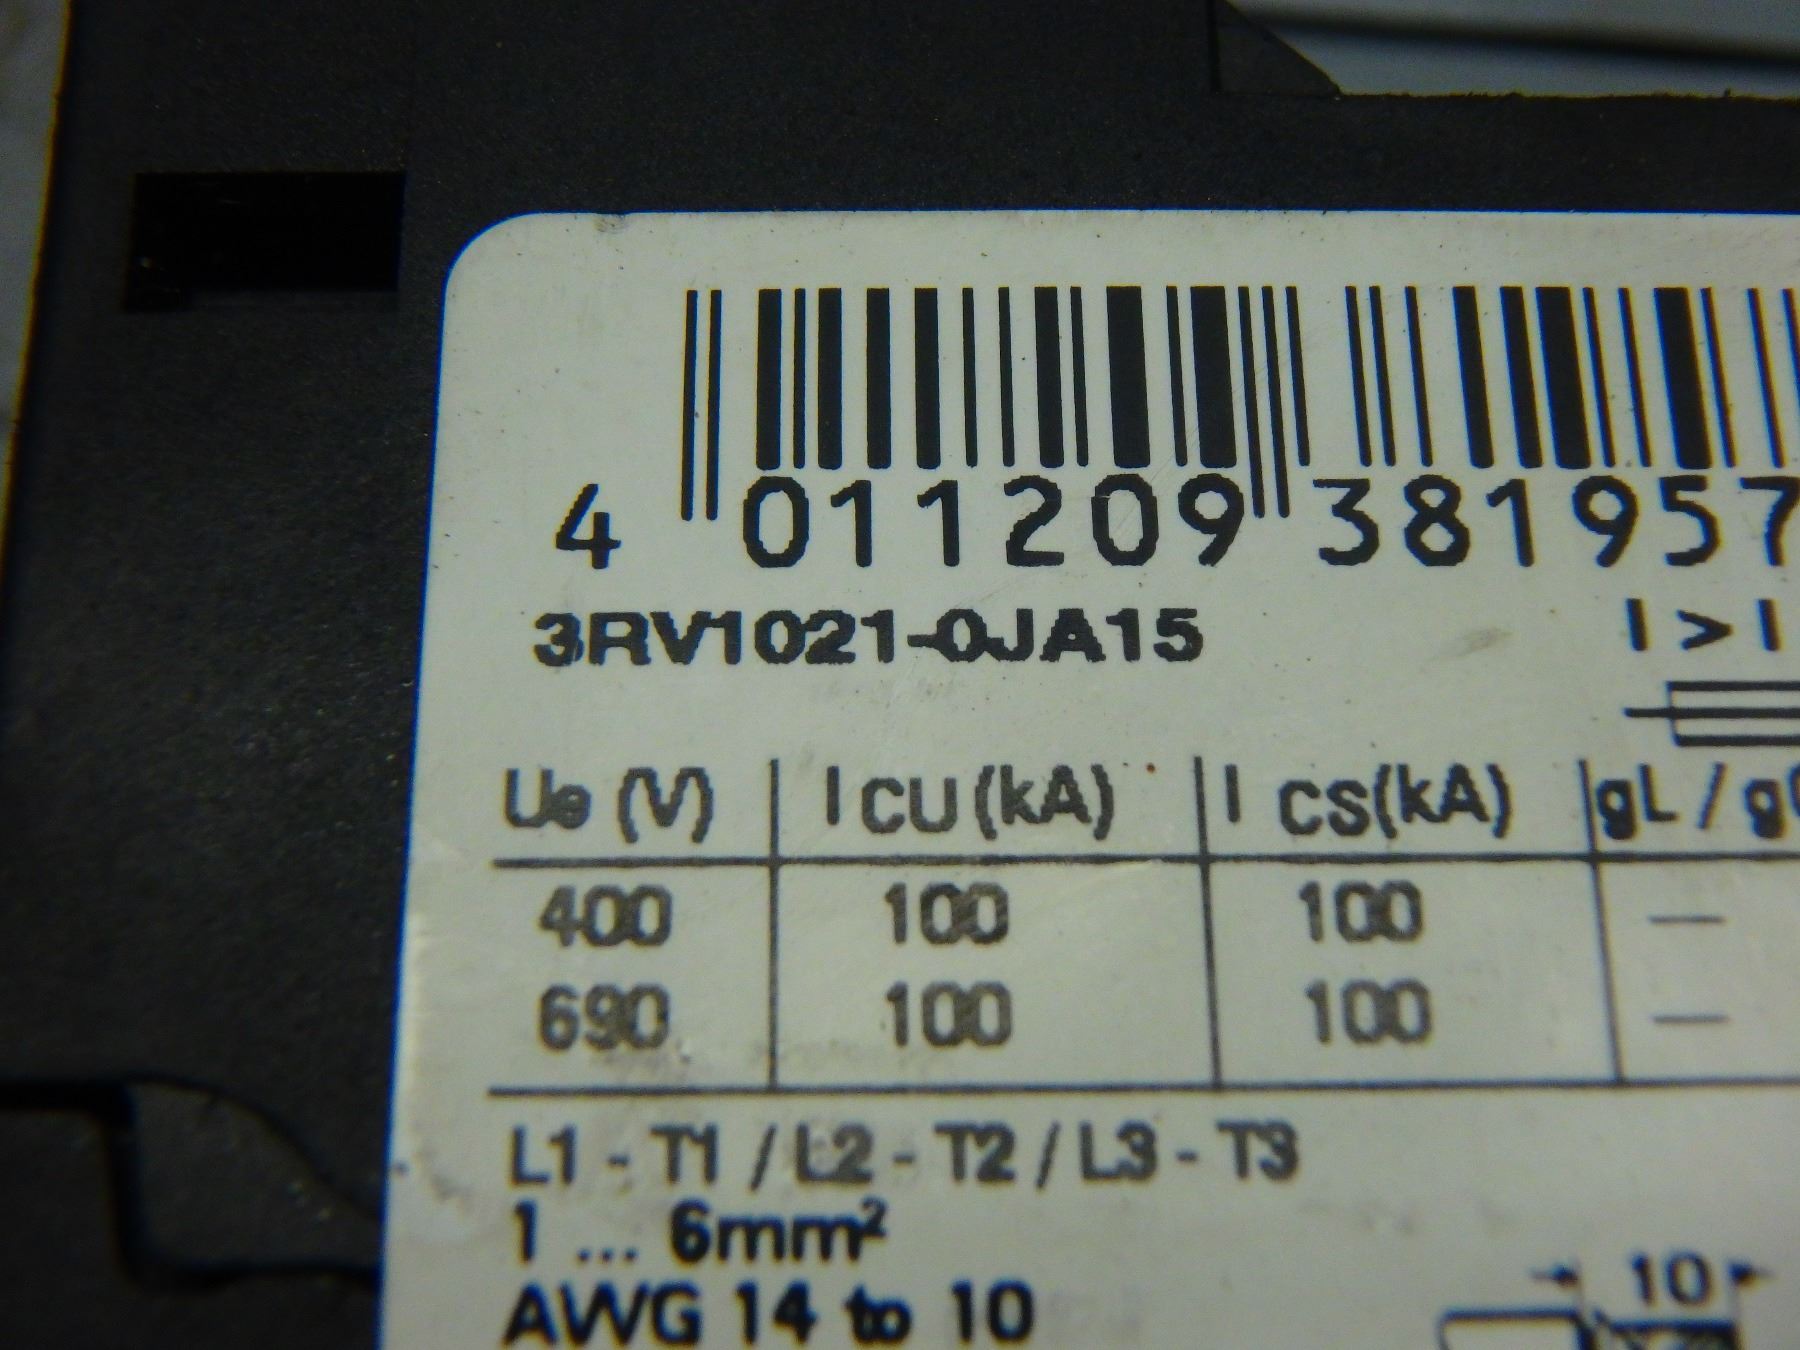 4 011209 381957
3RV1021-0JA15
I > I
Ue (V) I CU (kA) I CS(kA) gL / g
400 100 100 —
690 100 100 —
L1 - T1 / L2 - T2 / L3 - T3
1 ... 6mm²
AWG 14 to 10
10